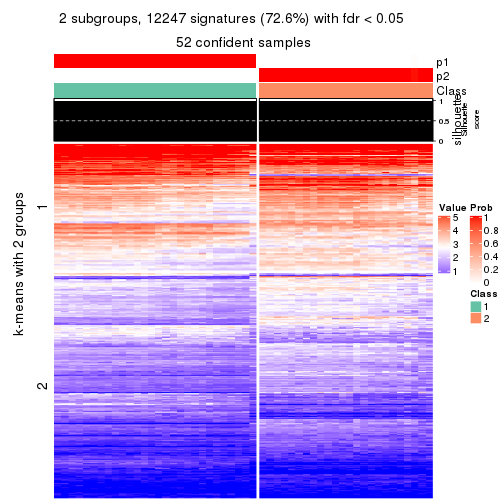 2 subgroups, 12247 signatures (72.6%) with fdr < 0.05
52 confident samples
p1
p2
Class
1
0.5
0
silhouette
Silhouette
score
k-means with 2 groups
1
2
Value
5
4
3
2
1
Prob
1
0.8
0.6
0.4
0.2
0
Class
1
2